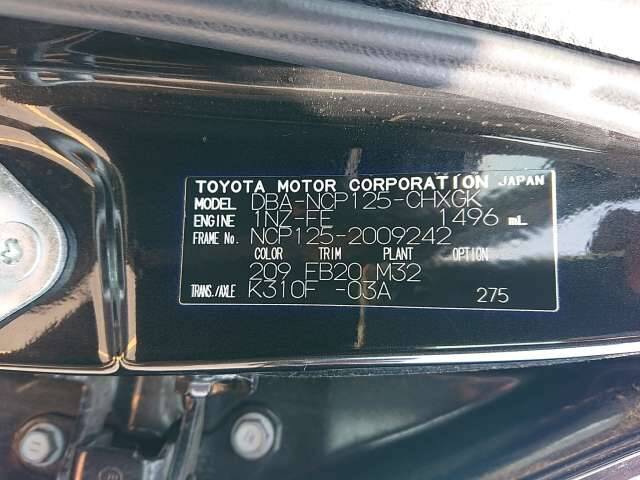 TOYOTA MOTOR CORPORATION JAPAN
MODEL DBA-NCP125-CHXGK
ENGINE 1NZ-FE 1496 mL
FRAME No. NCP125-2009242
COLOR TRIM PLANT OPTION
209 FB20 M32
TRANS./AXLE K310F -03A 275